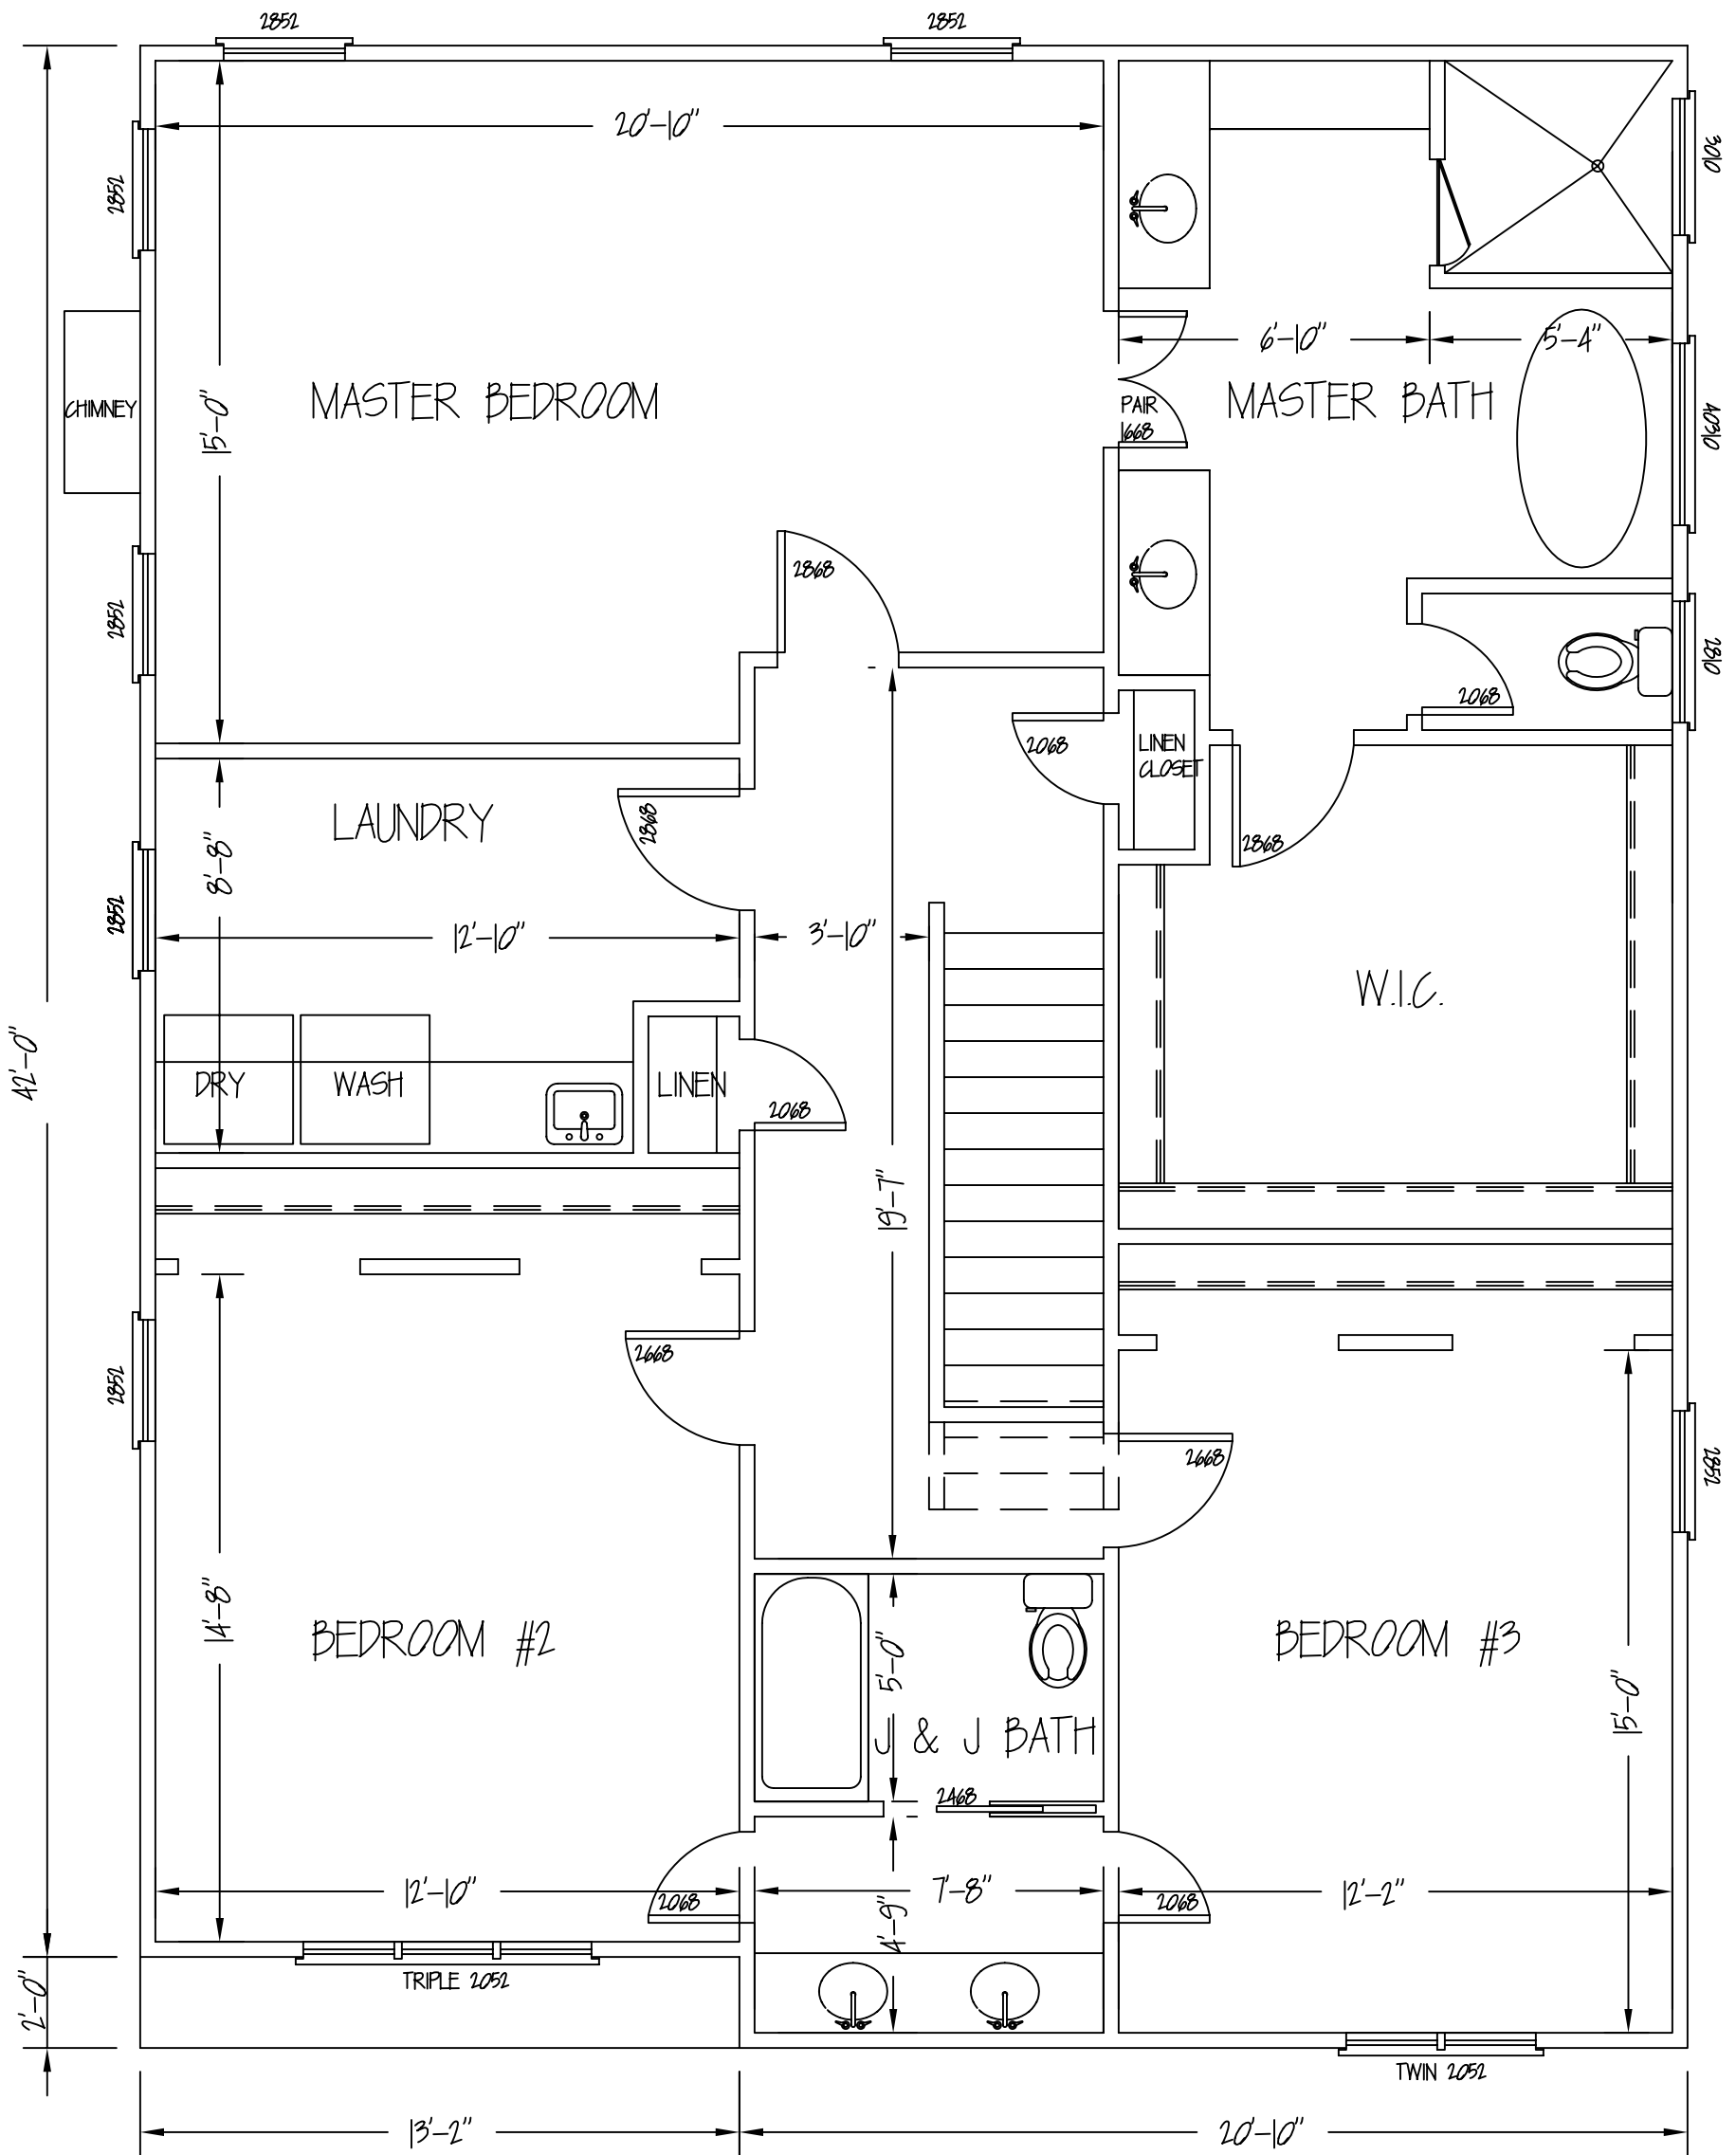 2852
2852
20'-10"
3010
2852
6'-10"
5'-4"
MASTER BEDROOM
MASTER BATH
CHIMNEY
15'-0"
PAIR
1668
4030
2868
2852
2810
2068
2068
LINEN
CLOSET
LAUNDRY
2868
2868
8'-8"
2852
12'-10"
3'-10"
W.I.C.
42'-0"
DRY
WASH
LINEN
2068
19'-7"
2668
2852
2668
2852
14'-8"
BEDROOM #2
BEDROOM #3
5'-0"
15'-0"
J & J BATH
2468
12'-10"
2068
7'-8"
2068
12'-2"
4'-9"
TRIPLE 2052
2'-0"
TWIN 2052
13'-2"
20'-10"